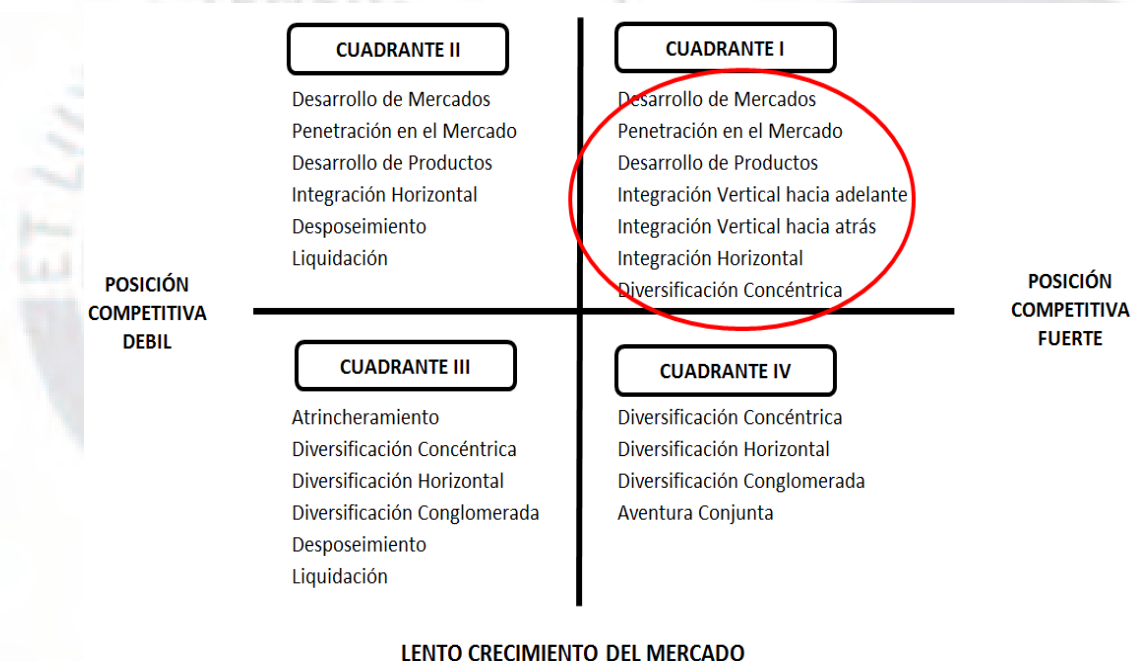 CUADRANTE II
Desarrollo de Mercados
Penetración en el Mercado
Desarrollo de Productos
Integración Horizontal
Desposeimiento
Liquidación
CUADRANTE I
Desarrollo de Mercados
Penetración en el Mercado
Desarrollo de Productos
Integración Vertical hacia adelante
Integración Vertical hacia atrás
Integración Horizontal
Diversificación Concéntrica
POSICIÓN
COMPETITIVA
DEBIL
POSICIÓN
COMPETITIVA
FUERTE
CUADRANTE III
Atrincheramiento
Diversificación Concéntrica
Diversificación Horizontal
Diversificación Conglomerada
Desposeimiento
Liquidación
CUADRANTE IV
Diversificación Concéntrica
Diversificación Horizontal
Diversificación Conglomerada
Aventura Conjunta
LENTO CRECIMIENTO DEL MERCADO
ET